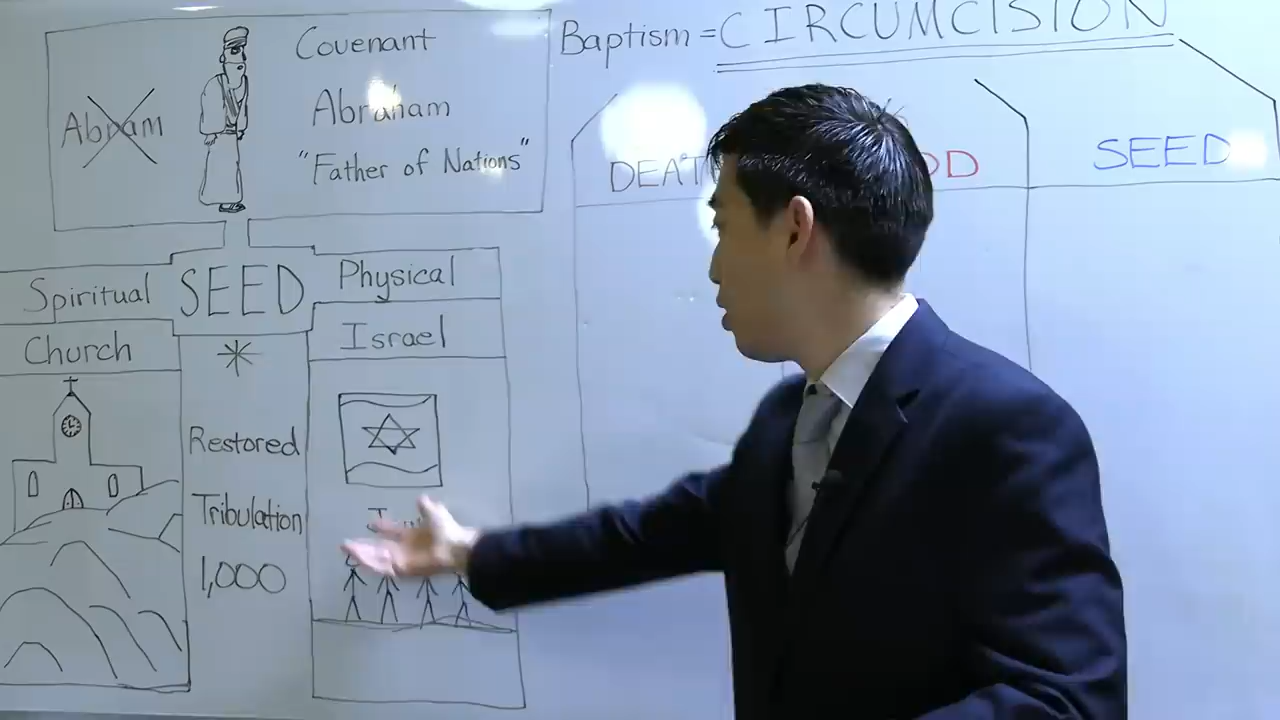 Covenant
Abram
Abraham
"Father of Nations"
Baptism = CIRCUMCISION
SEED
Spiritual
SEED
Physical
Church
Israel
Restored
Tribulation
1,000